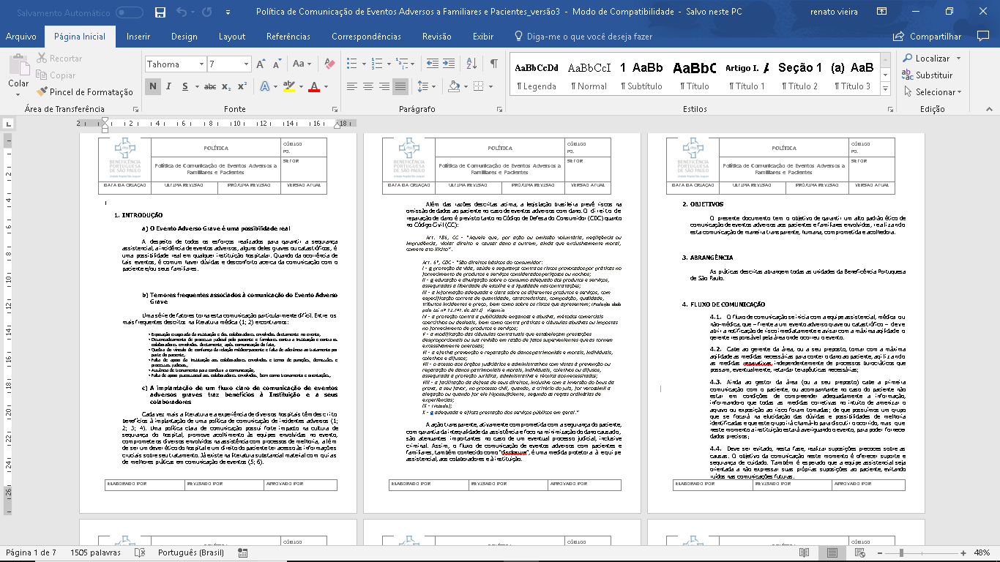 Salvamento Automático
Política de Comunicação de Eventos Adversos a Familiares e Pacientes_versão3 - Modo de Compatibilidade - Salvo neste PC
renato vieira
Arquivo Página Inicial Inserir Design Layout Referências Correspondências Revisão Exibir Diga-me o que você deseja fazer Compartilhar
Colar
Recortar
Copiar
Pincel de Formatação
Área de Transferência
Tahoma 7
N I S abc x₂ x²
Fonte
Parágrafo
AaBbCcDd AaBbCcI 1 AaBb AaBbC Artigo I. Seção 1 (a) AaB
¶ Legenda ¶ Normal ¶ Subtítulo ¶ Título ¶ Título 1 ¶ Título 2 ¶ Título 3
Estilos
Localizar
Substituir
Selecionar
Edição
2 2 4 6 8 10 12 14 16 18
BENEFICÊNCIA
PORTUGUESA
DE SÃO PAULO
POLÍTICA
CÓDIGO
PO.
Política de Comunicação de Eventos Adversos a
Familiares e Pacientes
SETOR
DATA DA CRIAÇÃO ULTIMA REVISÃO PRÓXIMA REVISÃO VERSÃO ATUAL
1. INTRODUÇÃO
a) O Evento Adverso Grave é uma possibilidade real
A despeito de todos os esforços realizados para garantir a segurança
assistencial, a incidência de eventos adversos, alguns deles graves ou catastróficos, é
uma possibilidade real em qualquer instituição hospitalar. Quando da ocorrência de
tais eventos, é comum haver dúvidas e desconforto acerca da comunicação com o
paciente e/ou seus familiares.
b) Temores frequentes associados à comunicação do Evento Adverso
Grave
Uma série de fatores torna esta comunicação particularmente difícil. Entre os
mais frequentes descritos na literatura médica (1; 2) encontramos:
• Exposição exagerada da instituição e dos colaboradores envolvidos diretamente no evento,
• Desencadeamento de processo judicial pelo paciente e familiares contra a instituição e contra os
colaboradores envolvidos diretamente, após comunicação do fato,
• Quebra do vínculo de confiança da relação médico-paciente e falta de aderência ao tratamento por
parte do paciente,
• Falta de apoio da instituição aos colaboradores envolvidos e temor de punições, demissões e
processos judiciais,
• Ausência de treinamento para conduzir a comunicação,
• Falta de apoio psicossocial aos colaboradores envolvidos, bem como treinamento e orientações.
c) A implantação de um fluxo claro de comunicação de eventos
adversos graves traz benefícios à Instituição e a seus
colaboradores
Cada vez mais a literatura e a experiência de diversos hospitais têm descrito
benefícios à implantação de uma política de comunicação de incidentes adversos (1;
2; 3; 4). Uma política clara de comunicação possui forte impacto na cultura de
segurança do hospital, promove acolhimento às equipes envolvidas no evento,
compromete os diversos envolvidos na assistência com processos de melhoria, além
de ser um dever ético do hospital e um direito do paciente ter acesso às informações
cruciais sobre seu tratamento. Já existe na literatura substancial material com guias
de melhores práticas em comunicação de eventos (5; 6).
ELABORADO POR REVISADO POR APROVADO POR
BENEFICÊNCIA
PORTUGUESA
DE SÃO PAULO
POLÍTICA
CÓDIGO
PO.
Política de Comunicação de Eventos Adversos a
Familiares e Pacientes
SETOR
DATA DA CRIAÇÃO ULTIMA REVISÃO PRÓXIMA REVISÃO VERSÃO ATUAL
Além das razões descritas acima, a legislação brasileira prevê riscos na
omissão de dados ao paciente no caso de eventos adversos com dano. O direito de
reparação de dano é previsto tanto no Código de Defesa do Consumidor (CDC) quanto
no Código Civil (CC):
Art. 186, CC - "Aquele que, por ação ou omissão voluntária, negligência ou
imprudência, violar direito e causar dano a outrem, ainda que exclusivamente moral,
comete ato ilícito".
Art. 6º, CDC - "São direitos básicos do consumidor:
I - a proteção da vida, saúde e segurança contra os riscos provocados por práticas no
fornecimento de produtos e serviços considerados perigosos ou nocivos;
II - a educação e divulgação sobre o consumo adequado dos produtos e serviços,
asseguradas a liberdade de escolha e a igualdade nas contratações;
III - a informação adequada e clara sobre os diferentes produtos e serviços, com
especificação correta de quantidade, características, composição, qualidade,
tributos incidentes e preço, bem como sobre os riscos que apresentem; (Redação dada
pela Lei nº 12.741, de 2012) Vigência
IV - a proteção contra a publicidade enganosa e abusiva, métodos comerciais
coercitivos ou desleais, bem como contra práticas e cláusulas abusivas ou impostas
no fornecimento de produtos e serviços;
V - a modificação das cláusulas contratuais que estabeleçam prestações
desproporcionais ou sua revisão em razão de fatos supervenientes que as tornem
excessivamente onerosas;
VI - a efetiva prevenção e reparação de danos patrimoniais e morais, individuais,
coletivos e difusos;
VII - o acesso aos órgãos judiciários e administrativos com vistas à prevenção ou
reparação de danos patrimoniais e morais, individuais, coletivos ou difusos,
assegurada a proteção jurídica, administrativa e técnica aos necessitados;
VIII - a facilitação da defesa de seus direitos, inclusive com a inversão do ônus da
prova, a seu favor, no processo civil, quando, a critério do juiz, for verossímil a
alegação ou quando for ele hipossuficiente, segundo as regras ordinárias de
experiências;
IX - (Vetado);
X - a adequada e eficaz prestação dos serviços públicos em geral."
A ação transparente, ativamente comprometida com a segurança do paciente,
com garantia da integralidade da assistência e foco na minimização do dano causado,
são atenuantes importantes no caso de um eventual processo judicial, inclusive
criminal. Assim, o fluxo de comunicação de eventos adversos com pacientes e
familiares, também conhecido como "disclosure", é uma medida protetora à equipe
assistencial, aos colaboradores e à instituição.
ELABORADO POR REVISADO POR APROVADO POR
BENEFICÊNCIA
PORTUGUESA
DE SÃO PAULO
POLÍTICA
CÓDIGO
PO.
Política de Comunicação de Eventos Adversos a
Familiares e Pacientes
SETOR
DATA DA CRIAÇÃO ULTIMA REVISÃO PRÓXIMA REVISÃO VERSÃO ATUAL
2. OBJETIVOS
O presente documento tem o objetivo de garantir um alto padrão ético de
comunicação de eventos adversos aos pacientes e familiares envolvidos, realizando
esta comunicação de maneira transparente, humana, comprometida e acolhedora.
3. ABRANGÊNCIA
As práticas descritas abrangem todas as unidades da Beneficência Portuguesa
de São Paulo.
4. FLUXO DE COMUNICAÇÃO
4.1. O fluxo de comunicação se inicia com a equipe assistencial, médica ou
não-médica, que – frente a um evento adverso grave ou catastrófico – deve
abrir a notificação de risco imediatamente e avisar com a máxima agilidade o
gerente responsável pela área onde ocorreu o evento.
4.2. Cabe ao gerente da área, ou a seu preposto, tomar com a máxima
agilidade as medidas necessárias para conter o dano ao paciente, agilizando
as medidas reparativas independentemente de processos burocráticos que
possam, eventualmente, retardar terapêuticas necessárias;
4.3. Ainda ao gestor da área (ou a seu preposto) cabe a primeira
comunicação com o paciente, ou acompanhante no caso do paciente não
estar em condições de compreender adequadamente a informação,
informando-o que todas as medidas corretivas no intuito de amenizar o
agravo ou exposição ao risco foram tomadas; de que possuímos um grupo
que se focará na elucidação das dúvidas e possibilidades de melhoria
identificadas e que este grupo irá chamá-lo para discutir o ocorrido, mas que
neste momento a instituição estará averiguando o evento, para poder fornecer
dados precisos;
4.4. Deve ser evitado, nesta fase, realizar suposições precoces sobre as
causas. O objetivo da comunicação neste momento é oferecer suporte e
segurança de cuidado. Também é esperado que a equipe assistencial seja
orientada a não expressar suas próprias suposições ao paciente, evitando
ruídos nas comunicações futuras.
ELABORADO POR REVISADO POR APROVADO POR
CÓDIGO
CÓDIGO
CÓDIGO
Página 1 de 7 1505 palavras Português (Brasil) 48%